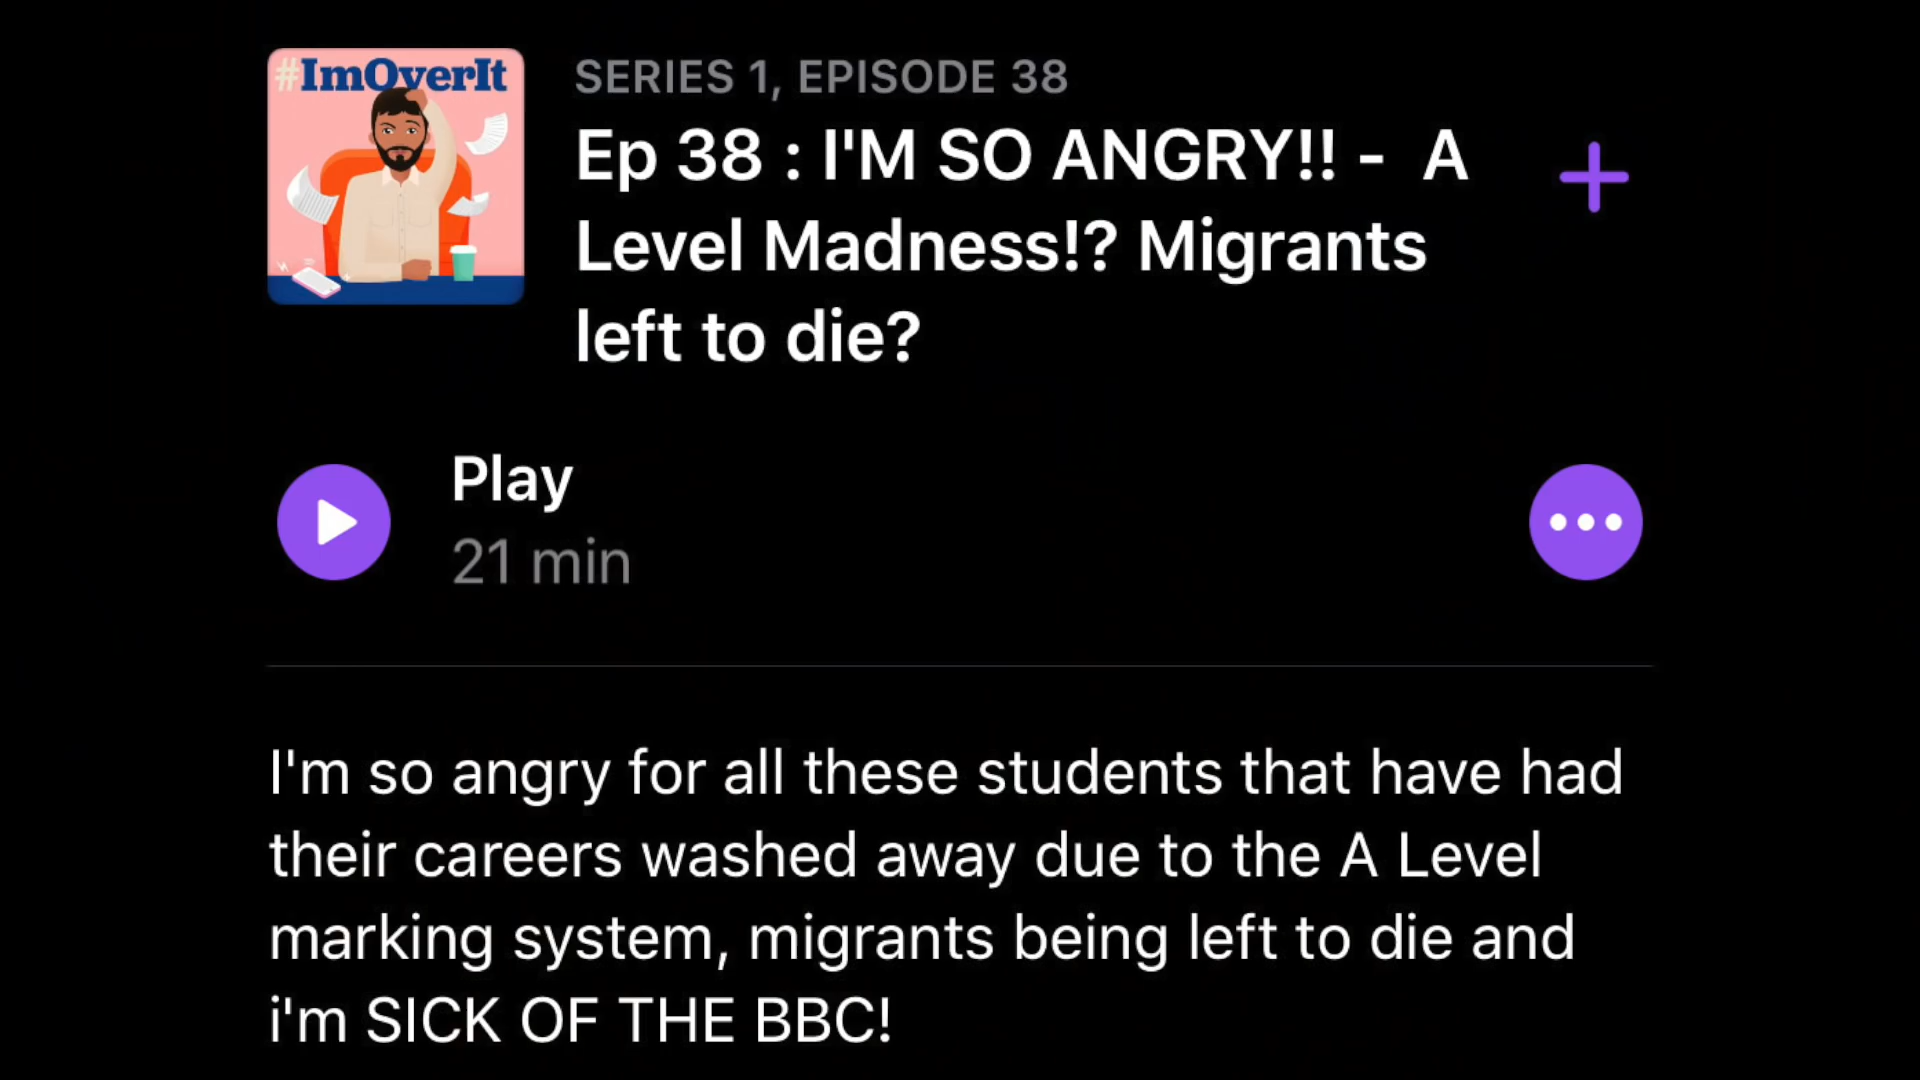 #ImOverIt
SERIES 1, EPISODE 38
Ep 38 : I'M SO ANGRY!! -  A
Level Madness!? Migrants
left to die?
Play
21 min
I'm so angry for all these students that have had
their careers washed away due to the A Level
marking system, migrants being left to die and
i'm SICK OF THE BBC!